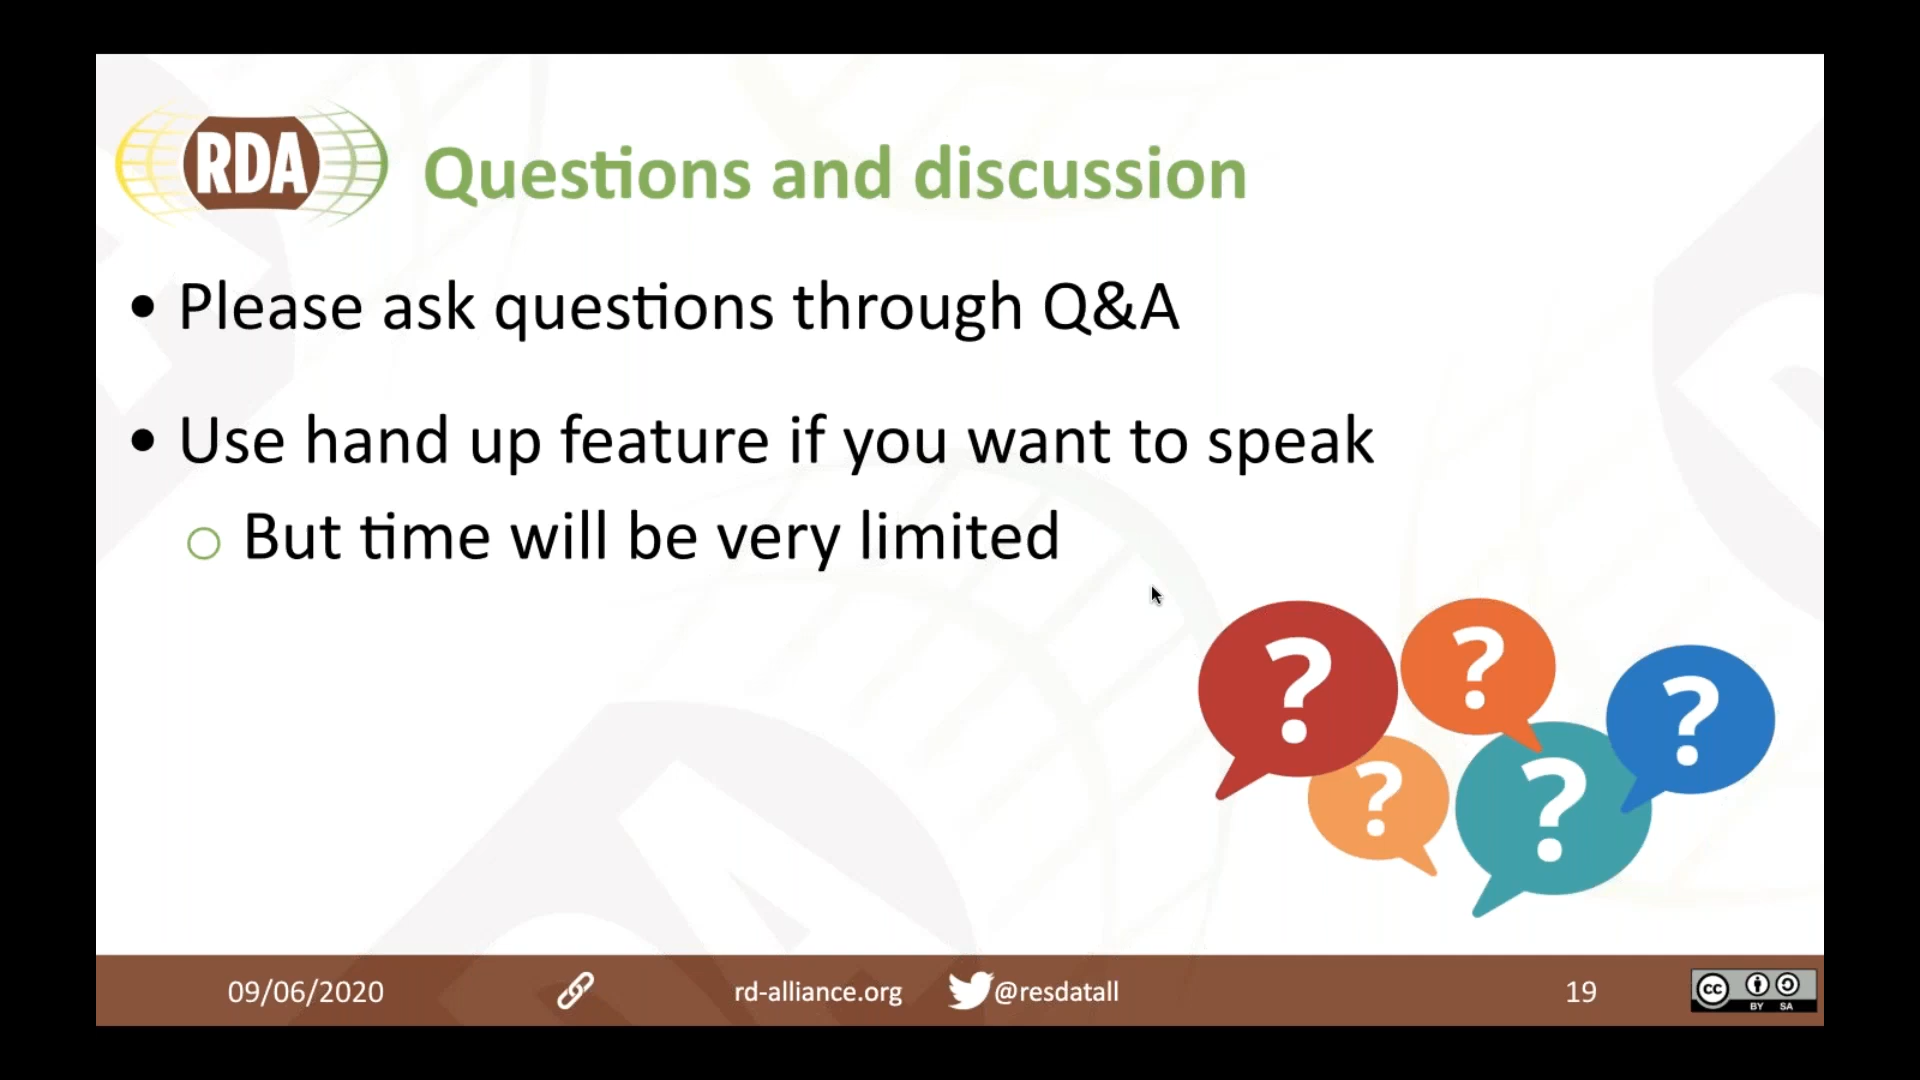 RDA
Questions and discussion
• Please ask questions through Q&A
• Use hand up feature if you want to speak
○ But time will be very limited
? ? ?
? ?
09/06/2020 rd-alliance.org @resdatall 19 cc
BY SA